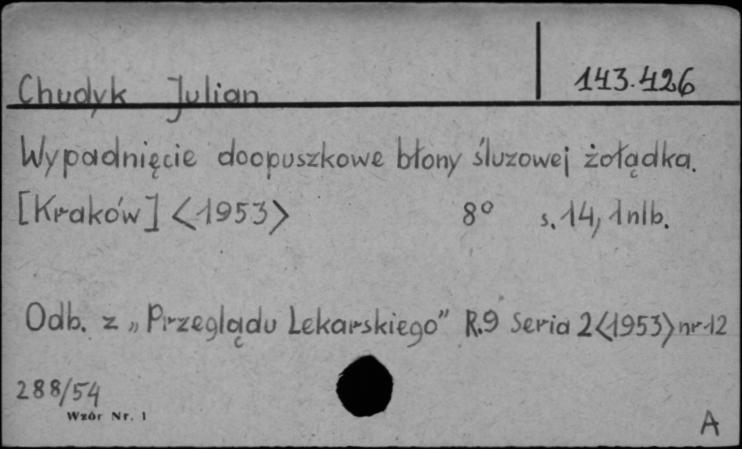 143.426
Chudyk Julian
Wypadnięcie doopuszkowe błony śluzowej żołądka.
[Kraków] <1953> 8° s. 14, 1 nlb.
Odb. z „Przeglądu Lekarskiego” R.9 Seria 2<1953> nr 12
288/54
Wzór Nr. 1
A